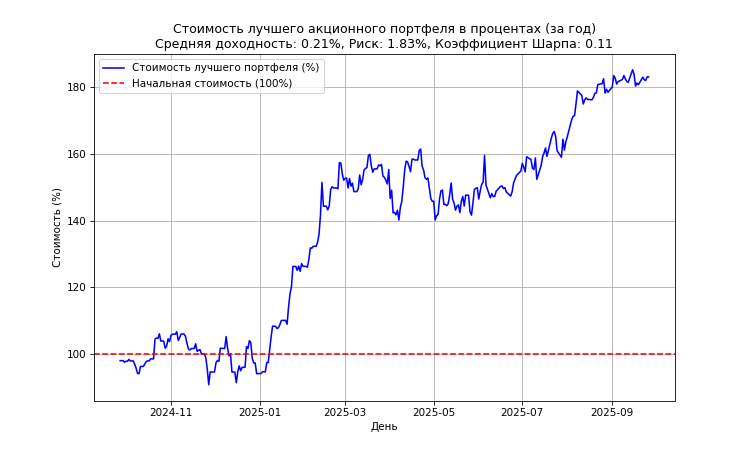 Стоимость лучшего акционного портфеля в процентах (за год)
Средняя доходность: 0.21%, Риск: 1.83%, Коэффициент Шарпа: 0.11
Стоимость лучшего портфеля (%)
Начальная стоимость (100%)
Стоимость (%)
180
160
140
120
100
2024-11
2025-01
2025-03
2025-05
2025-07
2025-09
День